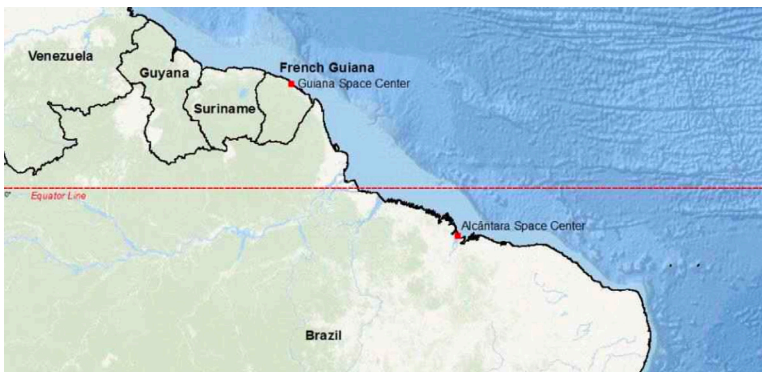 Venezuela
French Guiana
Guyana
Guiana Space Center
Suriname
Equator Line
Alcântara Space Center
Brazil